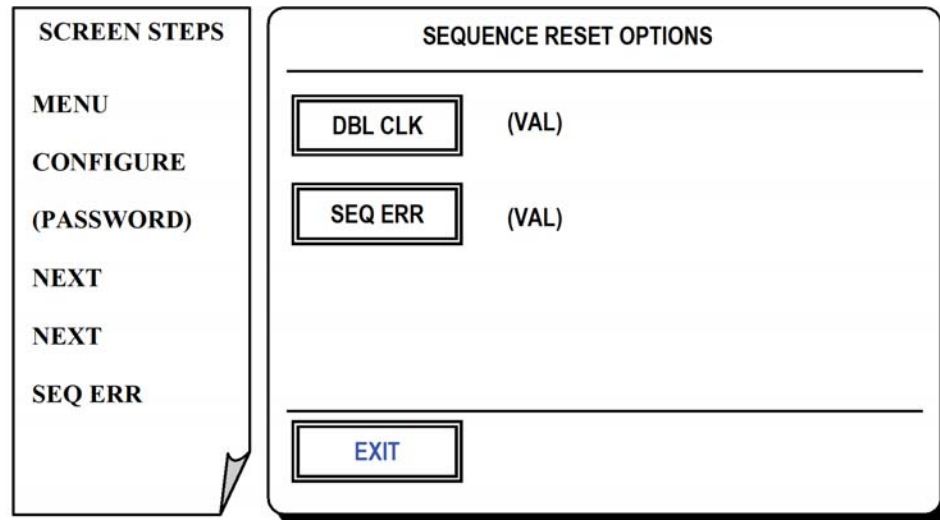 SCREEN STEPS
MENU
CONFIGURE
(PASSWORD)
NEXT
NEXT
SEQ ERR
SEQUENCE RESET OPTIONS
DBL CLK (VAL)
SEQ ERR (VAL)
EXIT